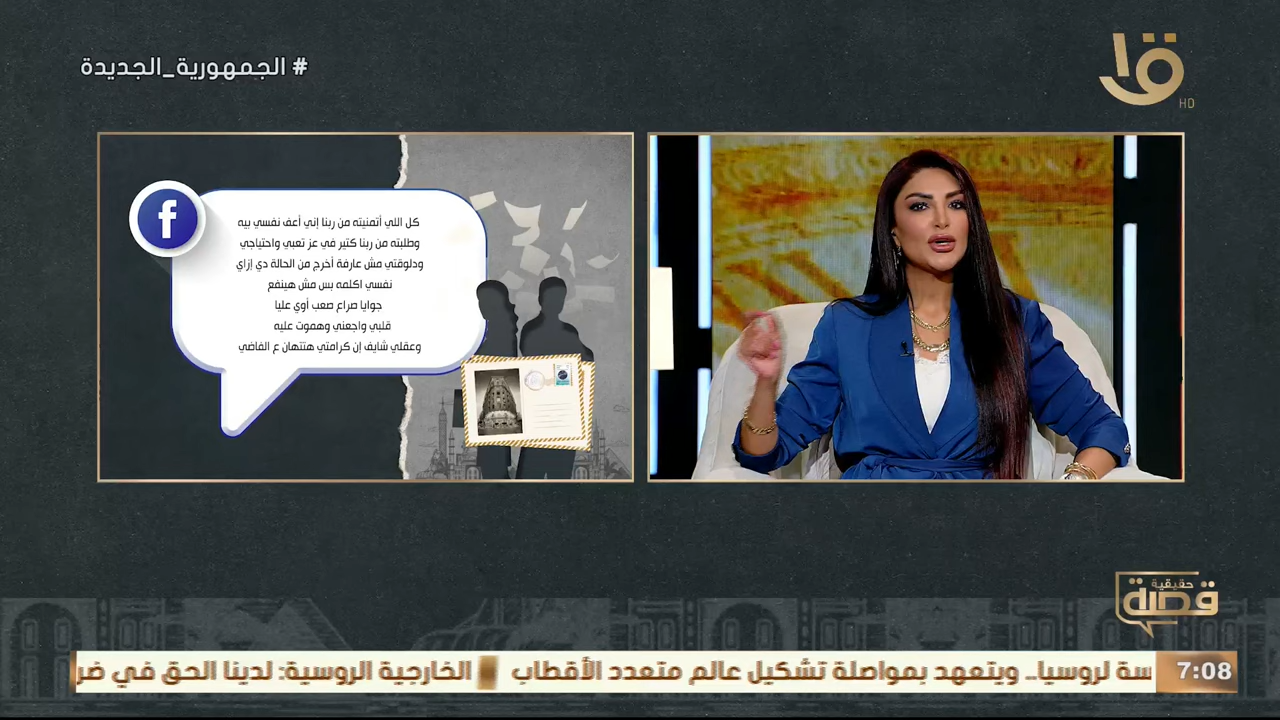 # الجمهورية_الجديدة
HD
f
كل اللي أتمنيته من ربنا إني أعف نفسي بيه
وطلبته من ربنا كتير في عز تعبي واحتياجي
ودلوقتي مش عارفة أخرج من الحالة دي إزاي
نفسي اكلمه بس مش هينفع
جوايا صراع صعب أوي عليا
قلبي واجعني وهموت عليه
وعقلي شايف إن كرامتي هتتهان ع الفاضي
قصة حقيقية
7:08
سة لروسيا.. ويتعهد بمواصلة تشكيل عالم متعدد الأقطاب الخارجية الروسية: لدينا الحق في ضر